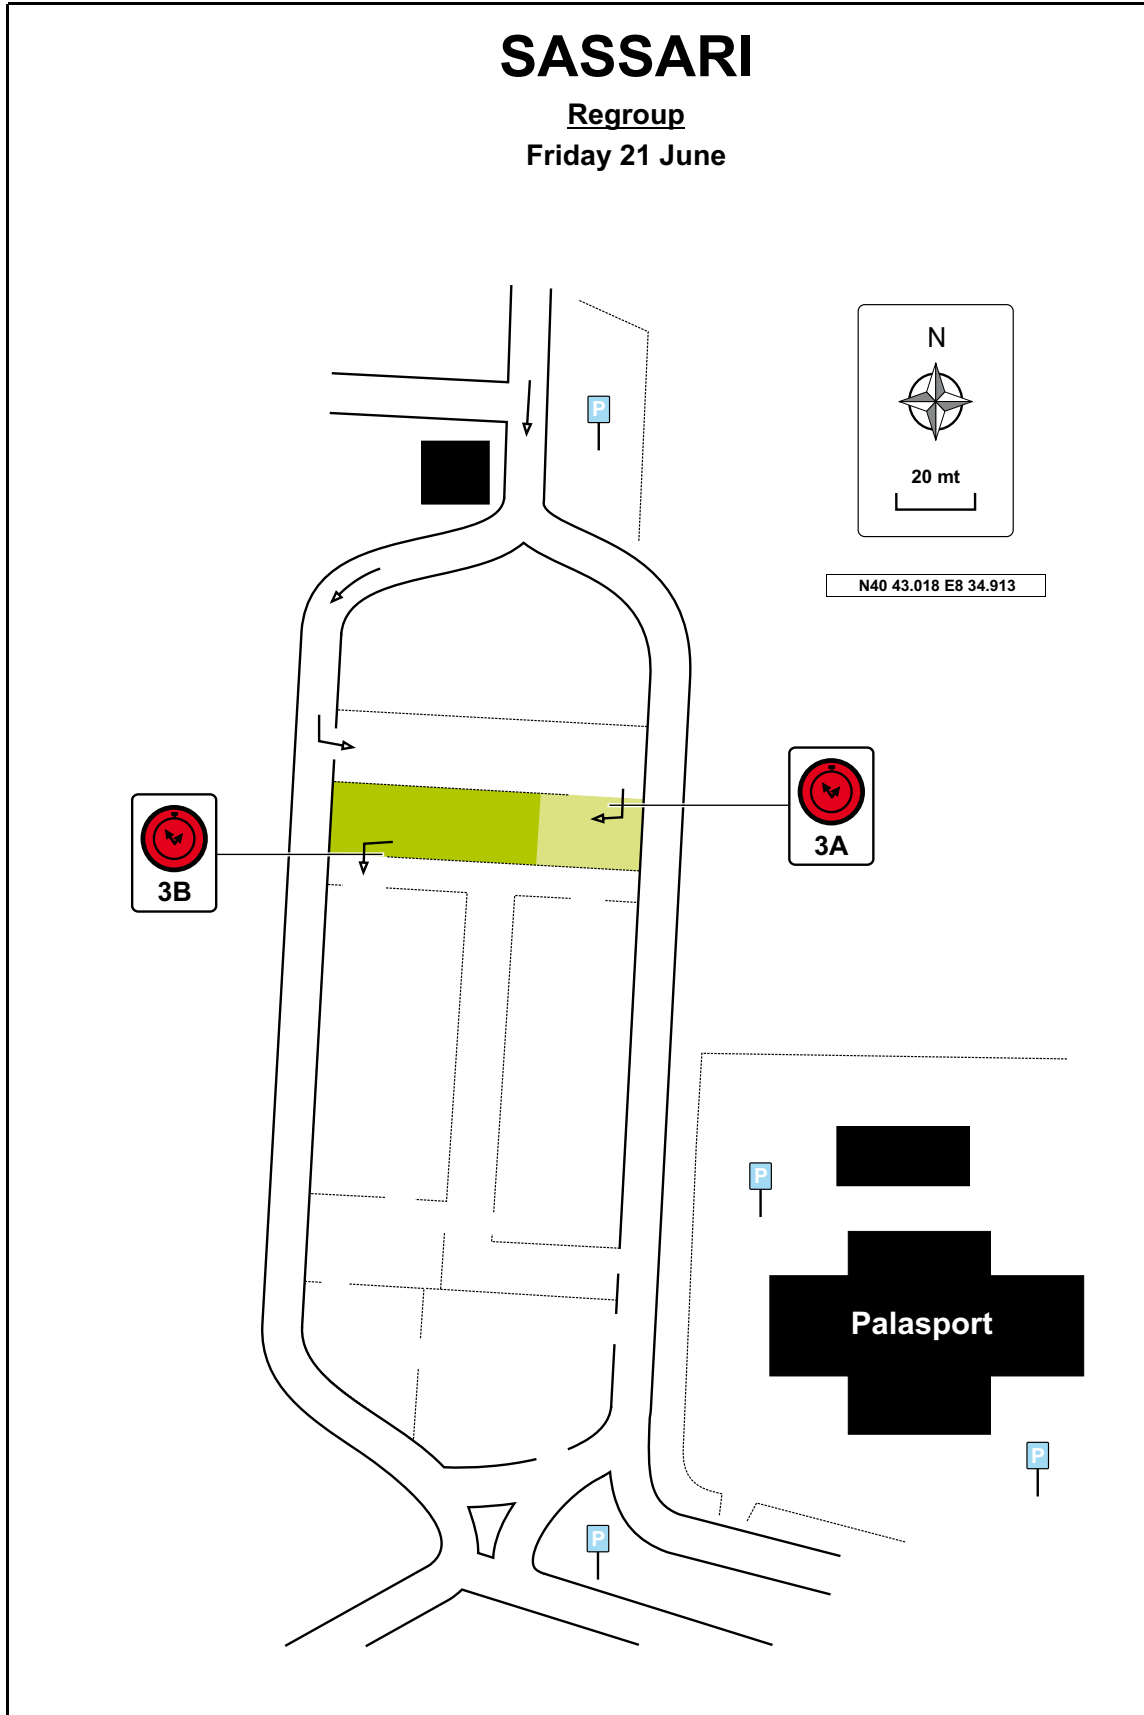 SASSARI
Regroup
Friday 21 June
N
P
20 mt
N40 43.018 E8 34.913
3A
3B
P
Palasport
P
P